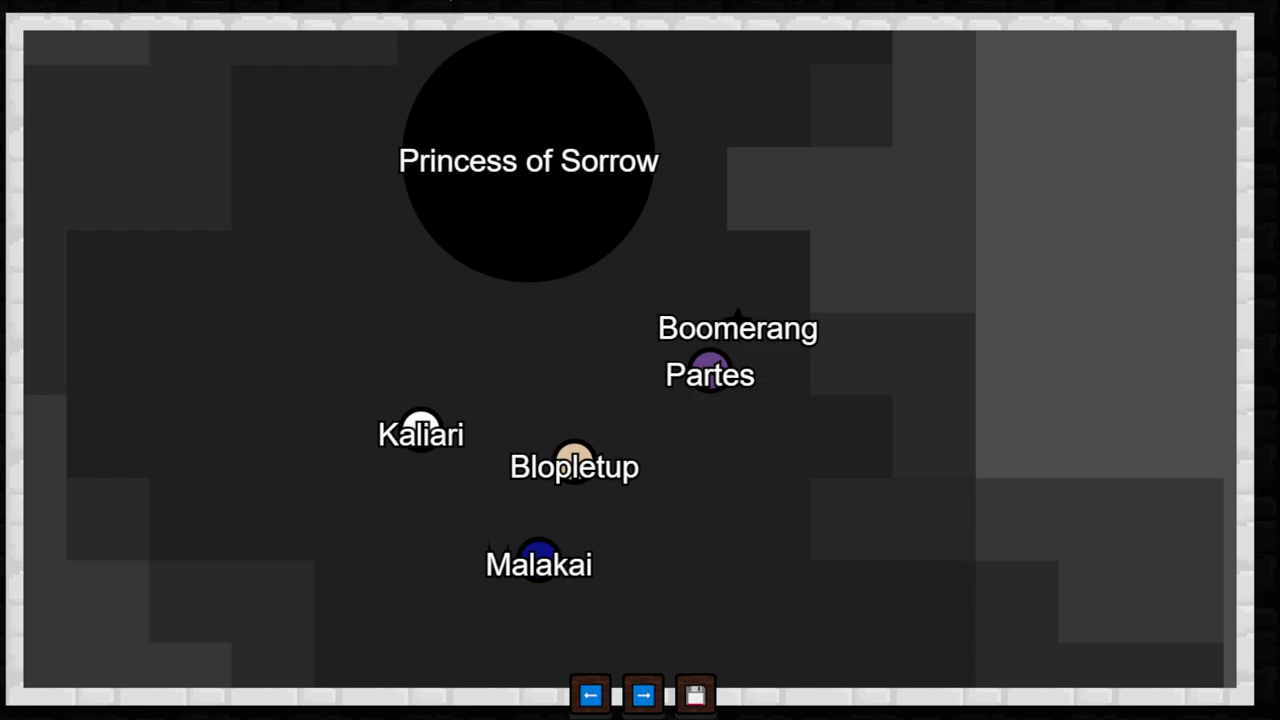 Princess of Sorrow
Boomerang
Partes
Kaliari
Blopletup
Malakai